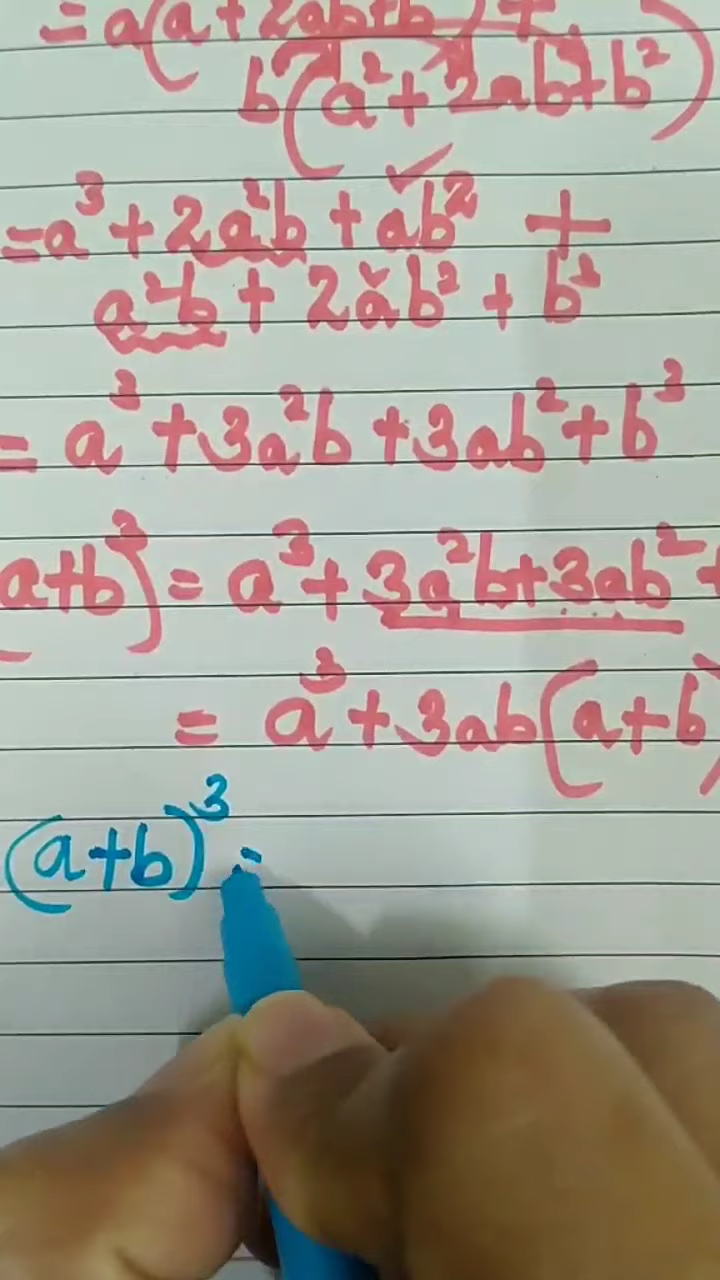 = a(a+2ab+b ) +
b(a²+2ab+b²)
=a³+2a²b+ab² +
a²b+2ab²+b³
= a³+3a²b+3ab²+b³
a+b)³= a³+3a²b+3ab²+
= a³+3ab(a+b)
(a+b)³=